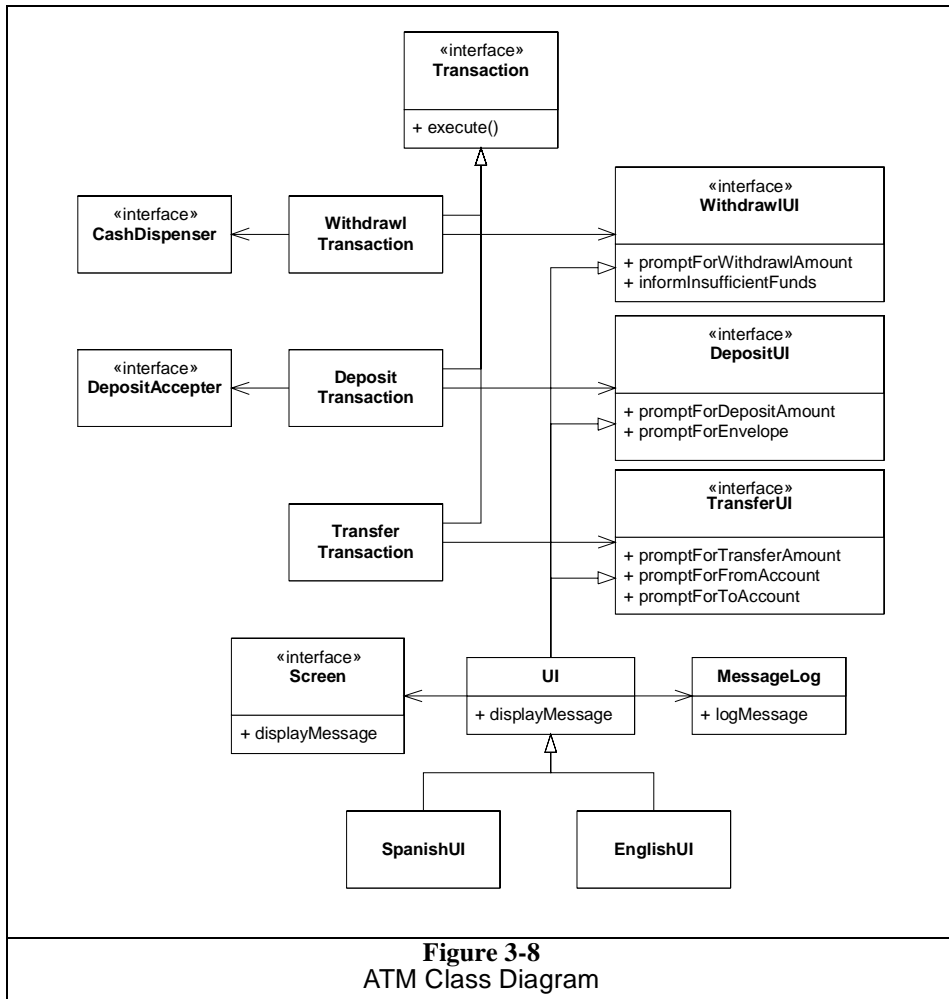 «interface»
Transaction
+ execute()
«interface»
CashDispenser
Withdrawl
Transaction
«interface»
WithdrawlUI
+ promptForWithdrawlAmount
+ informInsufficientFunds
«interface»
DepositAccepter
Deposit
Transaction
«interface»
DepositUI
+ promptForDepositAmount
+ promptForEnvelope
Transfer
Transaction
«interface»
TransferUI
+ promptForTransferAmount
+ promptForFromAccount
+ promptForToAccount
«interface»
Screen
+ displayMessage
UI
+ displayMessage
MessageLog
+ logMessage
SpanishUI
EnglishUI
Figure 3-8
ATM Class Diagram